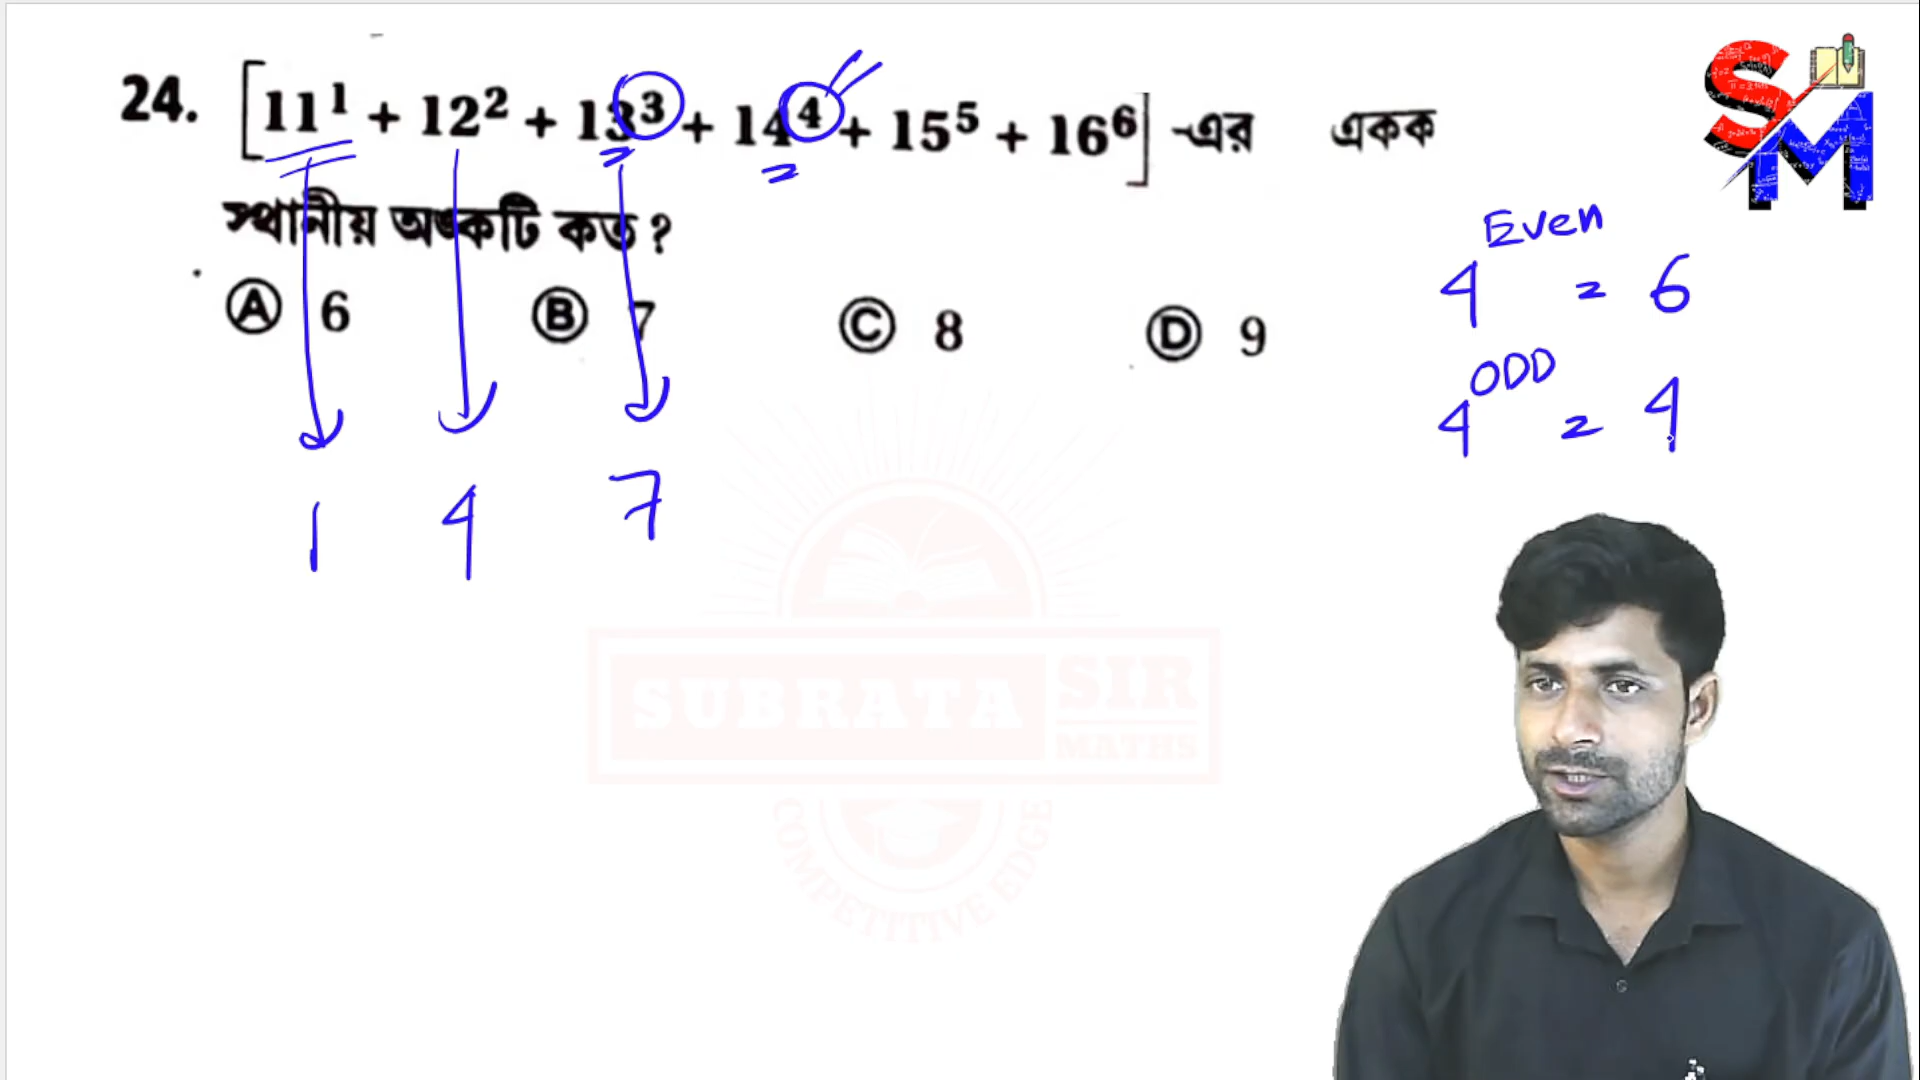 24. [11¹ + 12² + 13³ + 14⁴ + 15⁵ + 16⁶] -এর একক
স্থানীয় অঙ্কটি কত ?
Ⓐ 6 Ⓑ 7 Ⓒ 8 Ⓓ 9
4^Even = 6
4^ODD = 4
1 4 7
SM
SUBRATA SIR
MATHS
COMPETITIVE EDGE